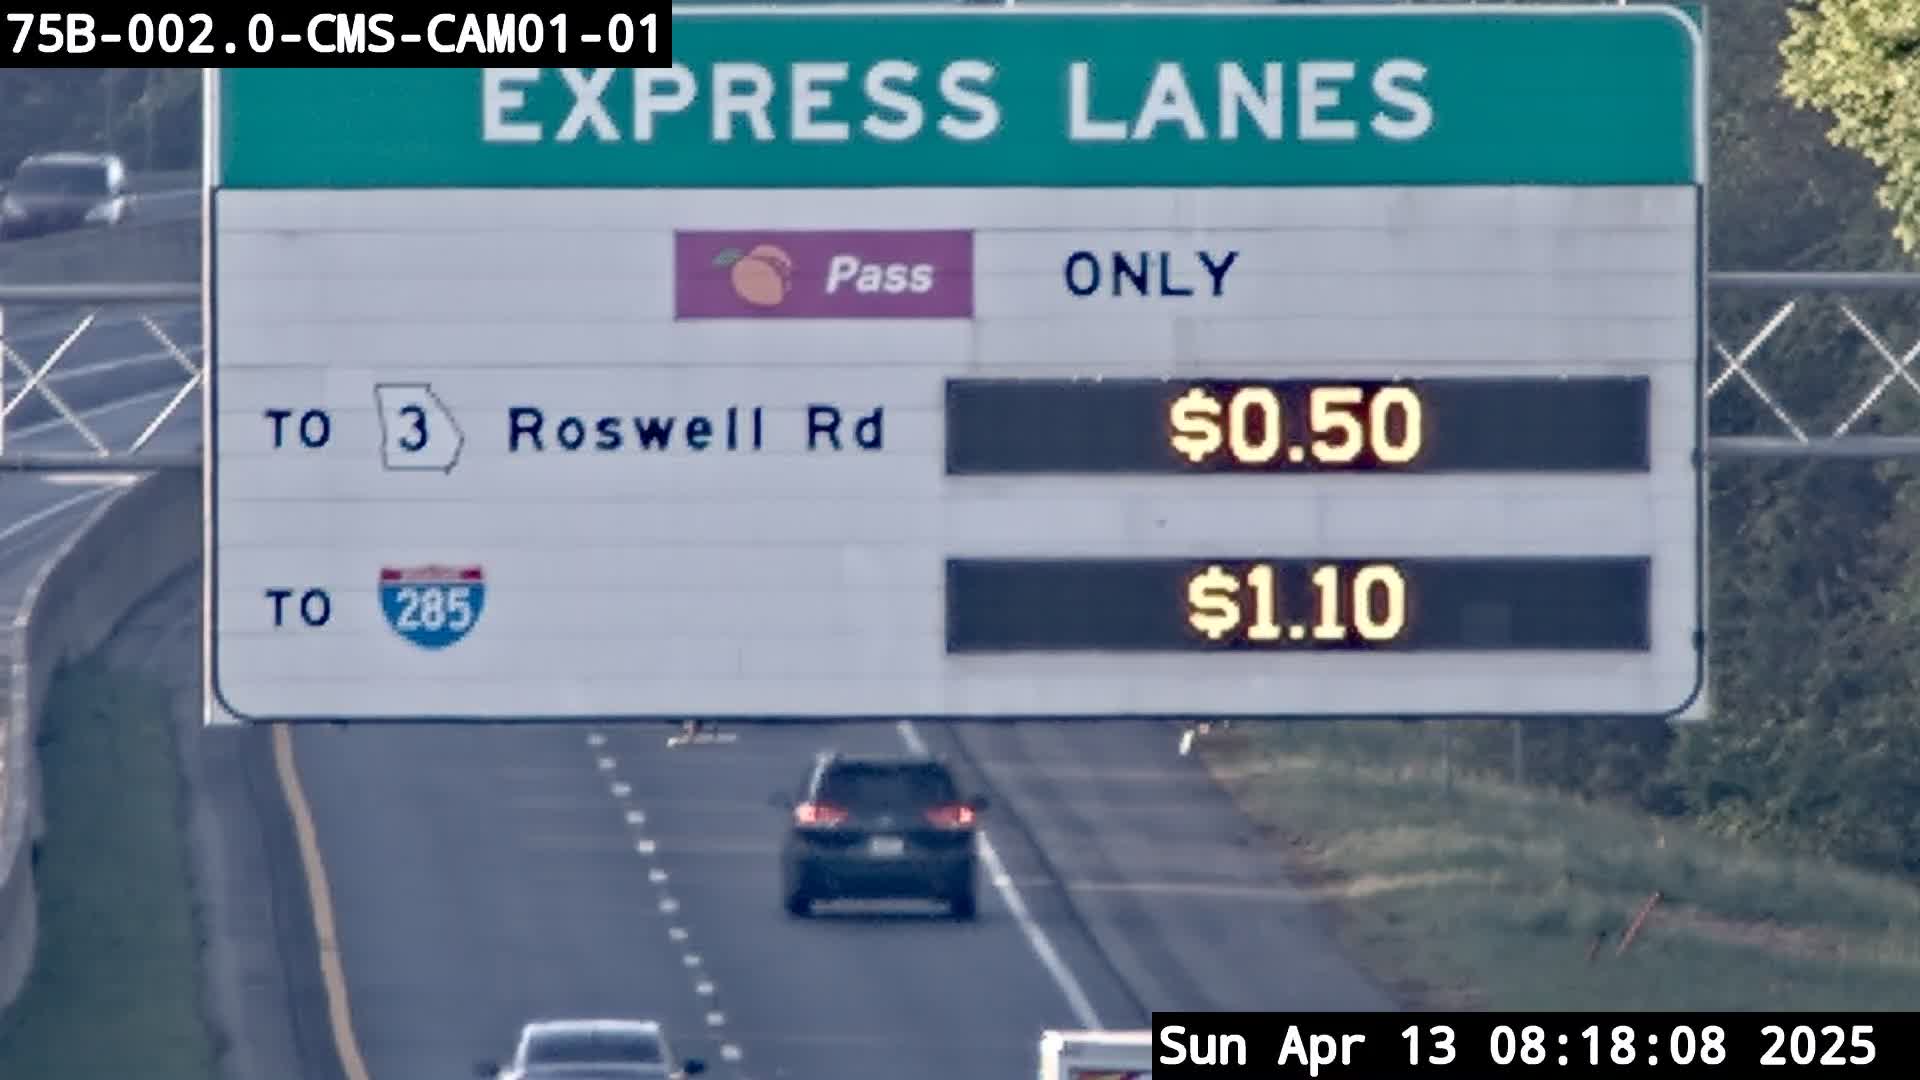 75B-002.0-CMS-CAM01-01
EXPRESS LANES
Pass ONLY
TO 3 Roswell Rd $0.50
TO 285 $1.10
Sun Apr 13 08:18:08 2025